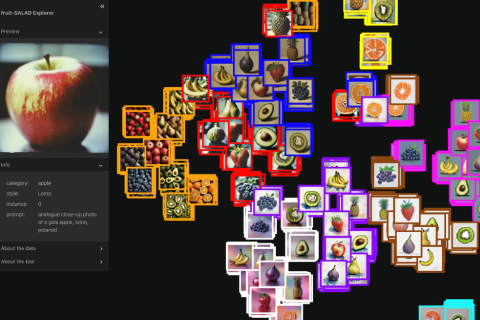 fruit-SALAD Explorer
Preview
Info
category: apple
style: Lomo
instance: 0
prompt: analogue close-up photo
of a gala apple, lomo,
polaroid
About the data
About the tool